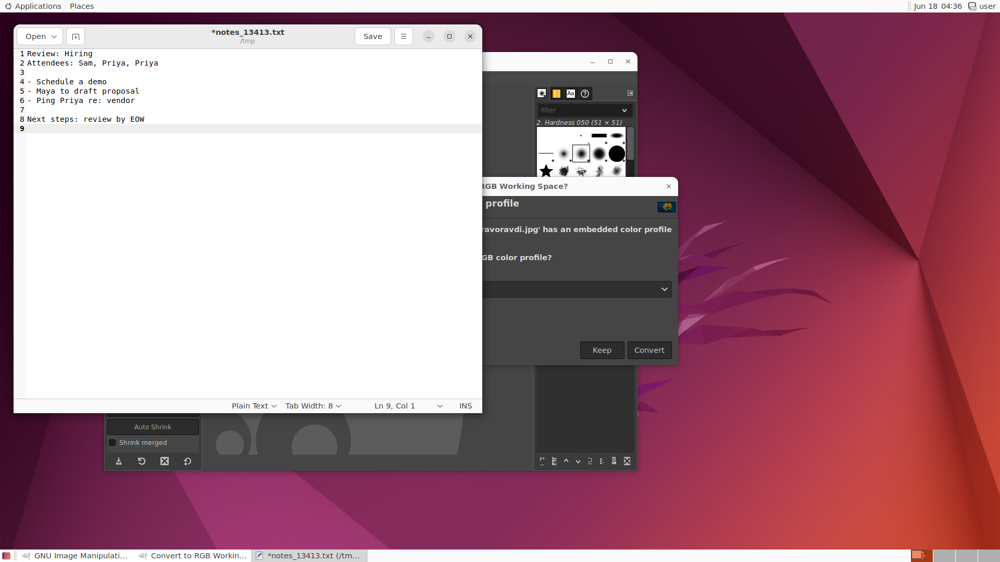 Applications Places Jun 18 04:36 user
Open *notes_13413.txt Save
/tmp
1 Review: Hiring
2 Attendees: Sam, Priya, Priya
3
4 - Schedule a demo
5 - Maya to draft proposal
6 - Ping Priya re: vendor
7
8 Next steps: review by EOW
9
Plain Text Tab Width: 8 Ln 9, Col 1 INS
Aa
filter
2. Hardness 050 (51 × 51)
RGB Working Space?
profile
ravoravdi.jpg' has an embedded color profile
GB color profile?
Keep Convert
Auto Shrink
Shrink merged
GNU Image Manipulati... Convert to RGB Workin... *notes_13413.txt (/tm...